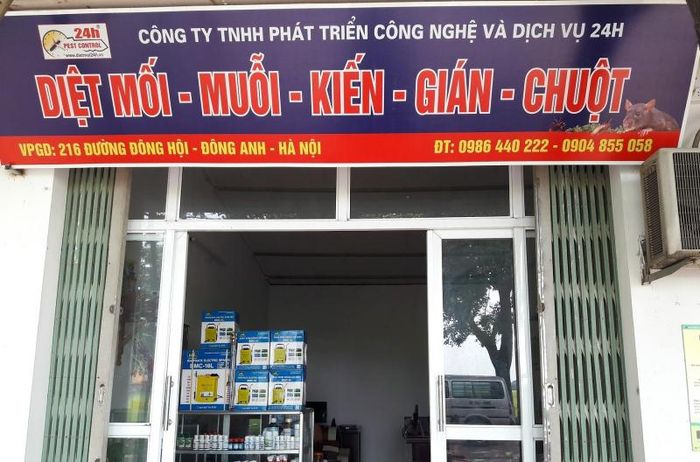 24h
PEST CONTROL
CÔNG TY TNHH PHÁT TRIỂN CÔNG NGHỆ VÀ DỊCH VỤ 24H
DIỆT MỐI - MUỖI - KIẾN - GIÁN - CHUỘT
VPGD: 216 ĐƯỜNG ĐÔNG HỘI - ĐÔNG ANH - HÀ NỘI
ĐT: 0986 440 222 - 0904 855 058